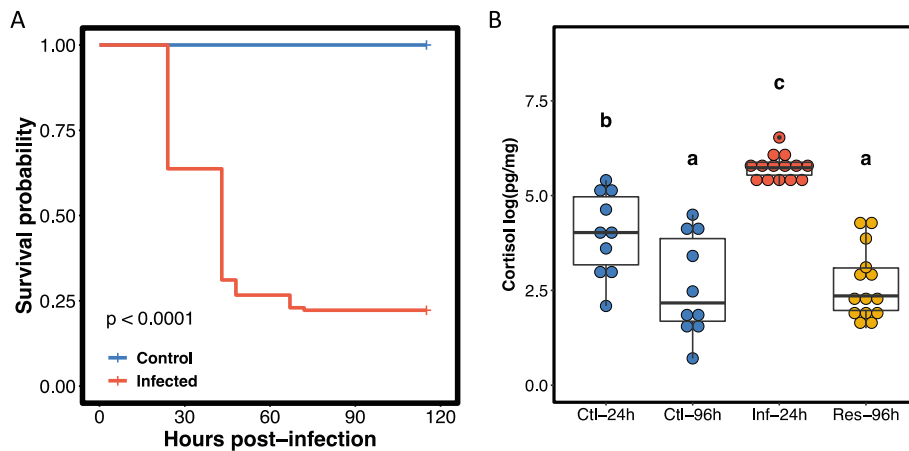 A
1.00
0.75
0.50
0.25
0.00
Survival probability
p < 0.0001
Control
Infected
0 30 60 90 120
Hours post–infection
B
7.5
5.0
2.5
0.0
Cortisol log(pg/mg)
b
a
c
a
Ctl–24h Ctl–96h Inf–24h Res–96h